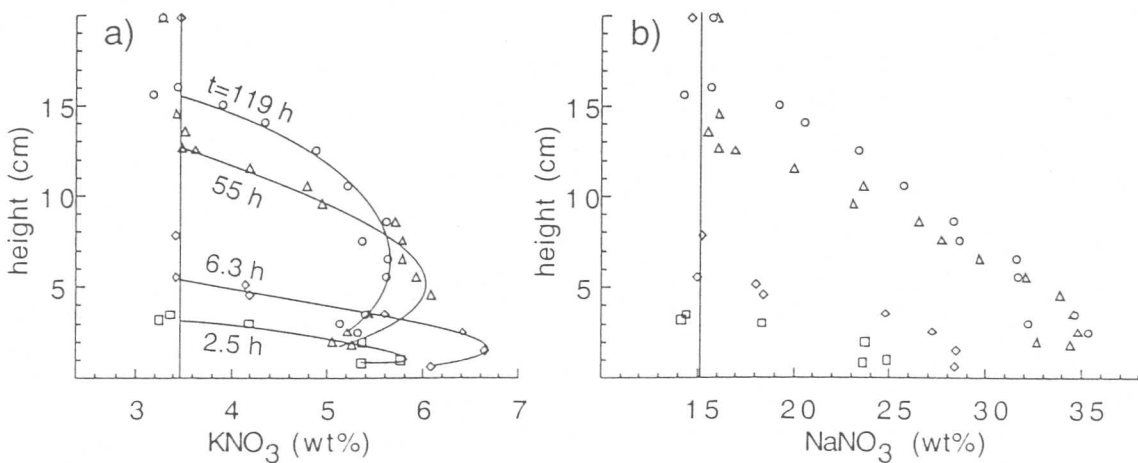 a)
t=119 h
55 h
6.3 h
2.5 h
height (cm)
15
10
5
3
4
5
6
7
KNO₃ (wt%)
b)
height (cm)
15
10
5
15
20
25
30
35
NaNO₃ (wt%)